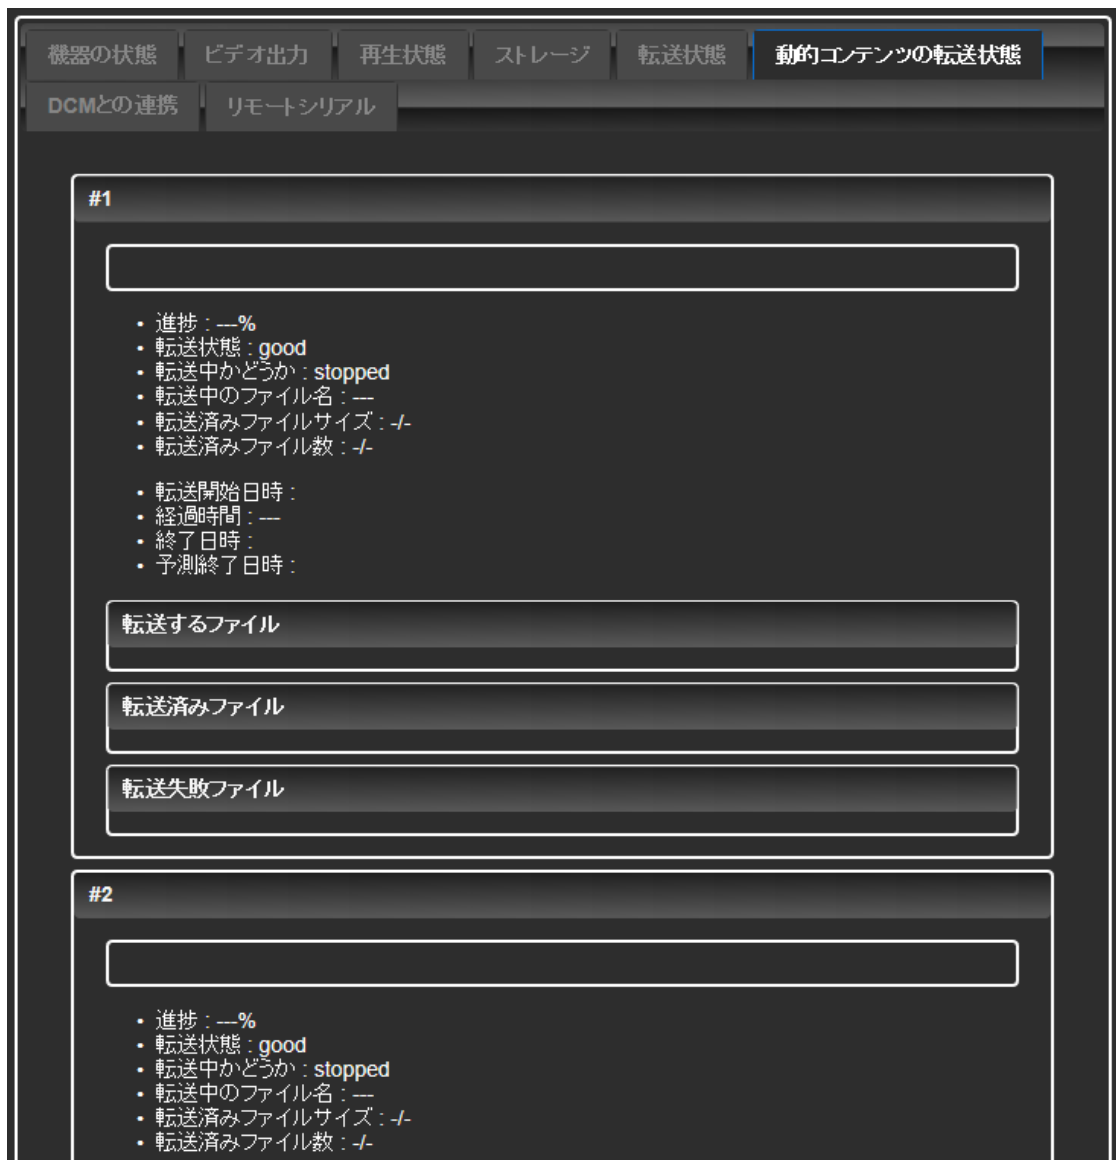 機器の状態 ビデオ出力 再生状態 ストレージ 転送状態 動的コンテンツの転送状態
DCMとの連携 リモートシリアル
#1
・進捗 : ---%
・転送状態 : good
・転送中かどうか : stopped
・転送中のファイル名 : ---
・転送済みファイルサイズ : -/-
・転送済みファイル数 : -/-
・転送開始日時 :
・経過時間 : ---
・終了日時 :
・予測終了日時 :
転送するファイル
転送済みファイル
転送失敗ファイル
#2
・進捗 : ---%
・転送状態 : good
・転送中かどうか : stopped
・転送中のファイル名 : ---
・転送済みファイルサイズ : -/-
・転送済みファイル数 : -/-